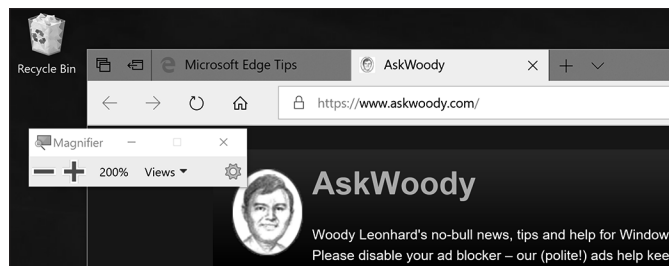 Recycle Bin
Microsoft Edge Tips
AskWoody
https://www.askwoody.com/
Magnifier
200% Views
AskWoody
Woody Leonhard's no-bull news, tips and help for Window
Please disable your ad blocker – our (polite!) ads help kee